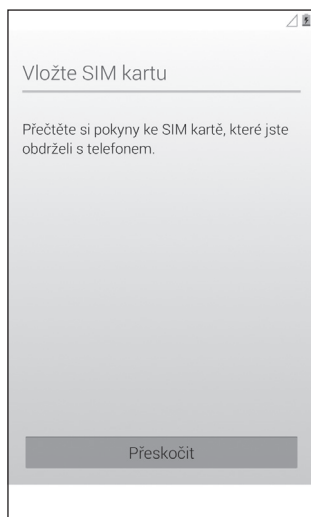 Vložte SIM kartu
Přečtěte si pokyny ke SIM kartě, které jste
obdrželi s telefonem.
Přeskočit